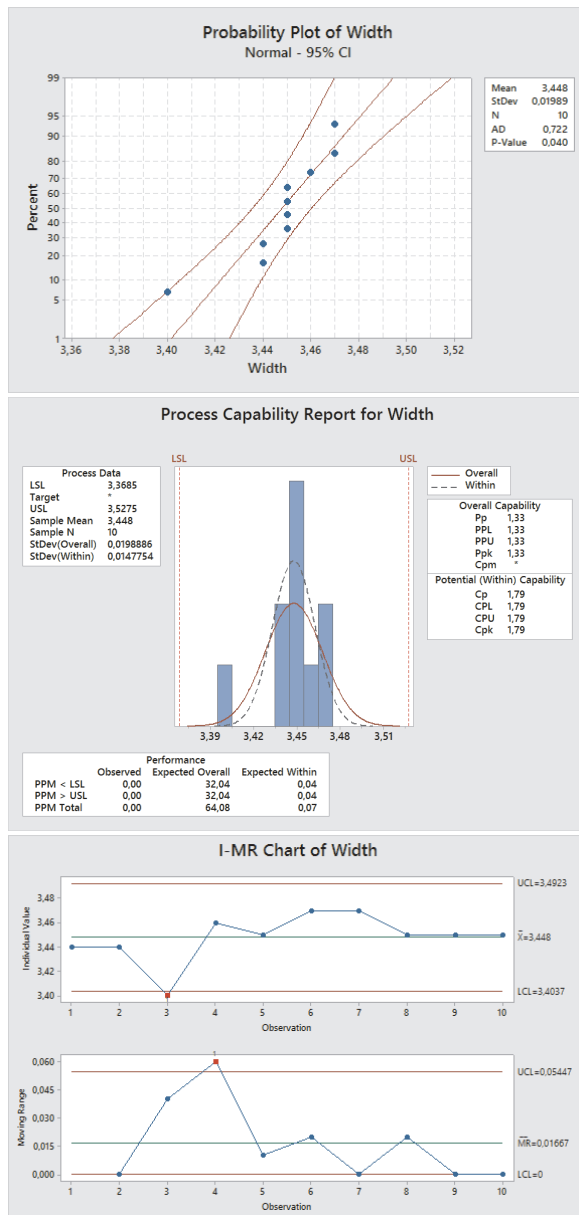 Probability Plot of Width
Normal - 95% CI
99
95
90
80
70
60
50
40
30
20
10
5
1
Percent
3,36 3,38 3,40 3,42 3,44 3,46 3,48 3,50 3,52
Width
Mean 3,448
StDev 0,01989
N 10
AD 0,722
P-Value 0,040
Process Capability Report for Width
LSL USL
Process Data
LSL 3,3685
Target *
USL 3,5275
Sample Mean 3,448
Sample N 10
StDev(Overall) 0,0198886
StDev(Within) 0,0147754
Overall
Within
Overall Capability
Pp 1,33
PPL 1,33
PPU 1,33
Ppk 1,33
Cpm *
Potential (Within) Capability
Cp 1,79
CPL 1,79
CPU 1,79
Cpk 1,79
3,39 3,42 3,45 3,48 3,51
Performance
Observed Expected Overall Expected Within
PPM < LSL 0,00 32,04 0,04
PPM > USL 0,00 32,04 0,04
PPM Total 0,00 64,08 0,07
I-MR Chart of Width
Individual Value
3,48
3,46
3,44
3,42
3,40
UCL=3,4923
X̄=3,448
LCL=3,4037
1
1 2 3 4 5 6 7 8 9 10
Observation
Moving Range
0,060
0,045
0,030
0,015
0,000
1
UCL=0,05447
M̅R̅=0,01667
LCL=0
1 2 3 4 5 6 7 8 9 10
Observation